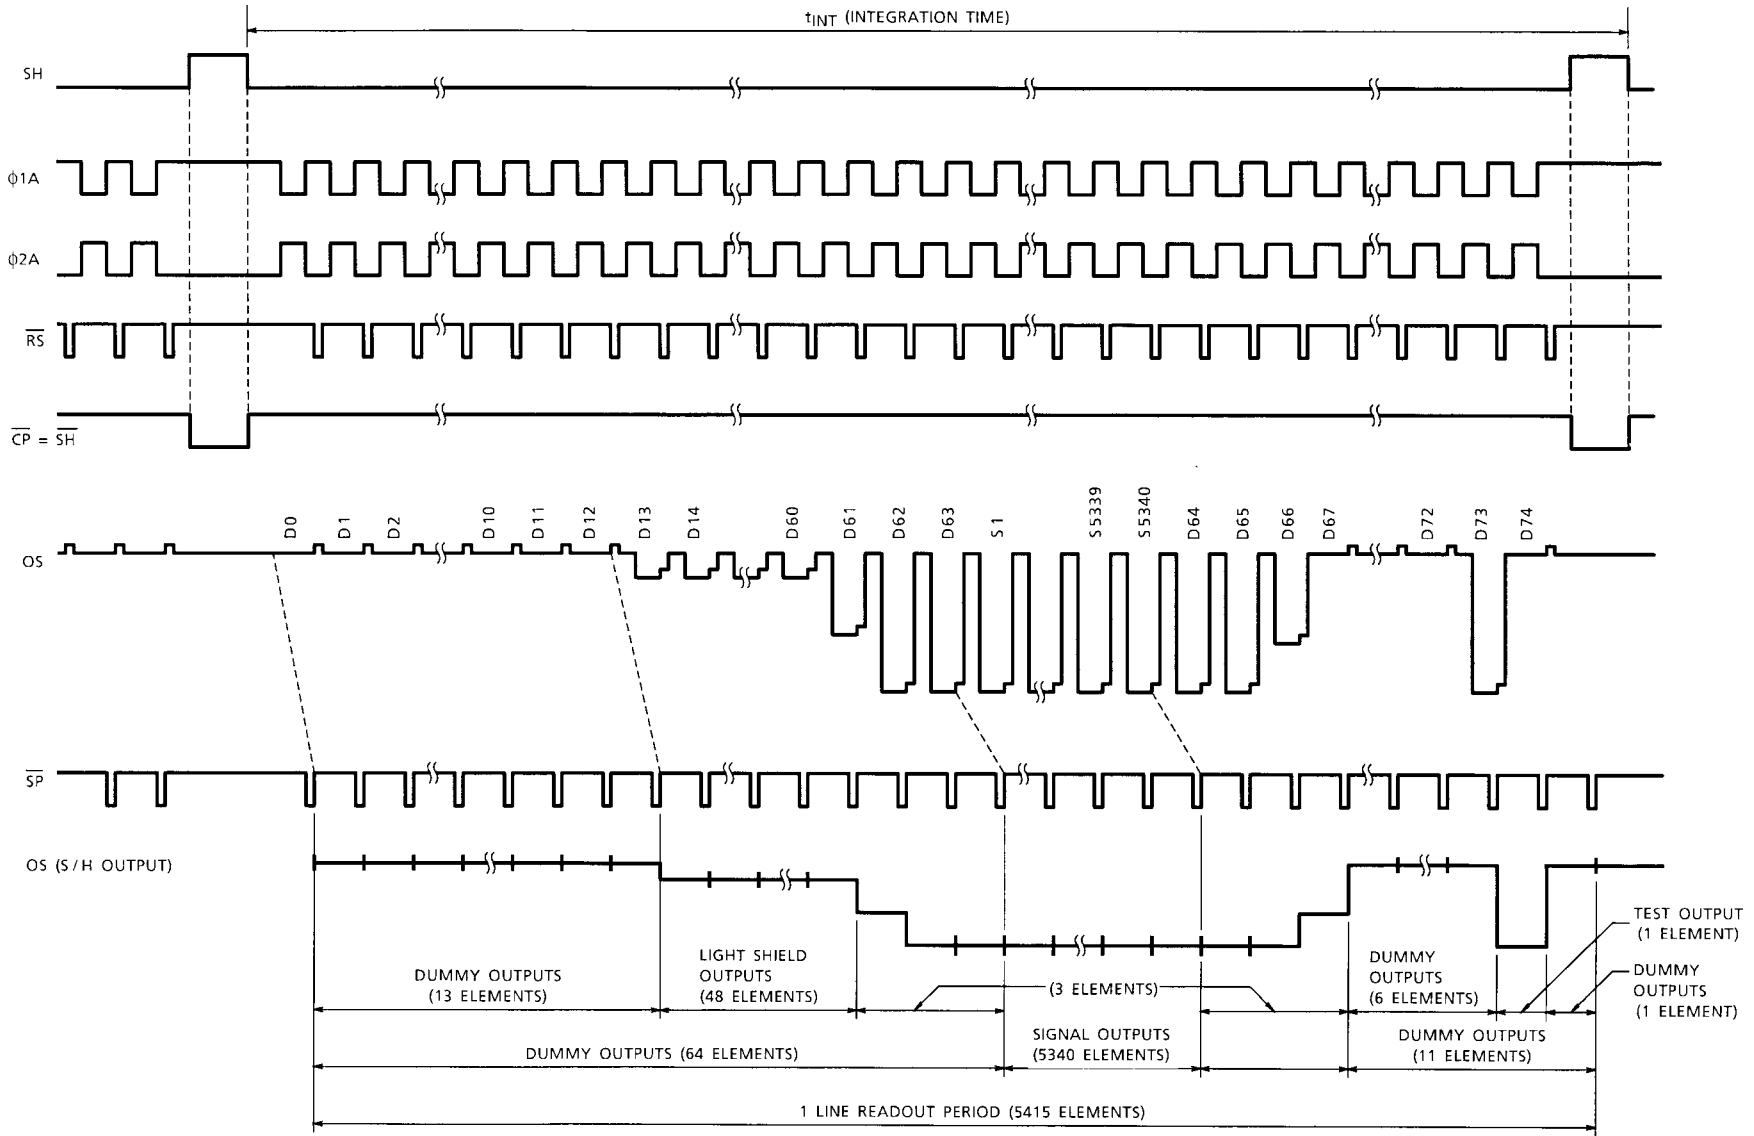 tINT (INTEGRATION TIME)
SH
φ1A
φ2A
RS
CP = SH
D0 D1 D2 D10 D11 D12 D13 D14 D60 D61 D62 D63 S1 S5339 S5340 D64 D65 D66 D67 D72 D73 D74
OS
SP
OS (S/H OUTPUT)
TEST OUTPUT
(1 ELEMENT)
DUMMY OUTPUTS
(13 ELEMENTS)
LIGHT SHIELD
OUTPUTS
(48 ELEMENTS)
(3 ELEMENTS)
DUMMY
OUTPUTS
(6 ELEMENTS)
DUMMY
OUTPUTS
(1 ELEMENT)
DUMMY OUTPUTS (64 ELEMENTS)
SIGNAL OUTPUTS
(5340 ELEMENTS)
DUMMY OUTPUTS
(11 ELEMENTS)
1 LINE READOUT PERIOD (5415 ELEMENTS)